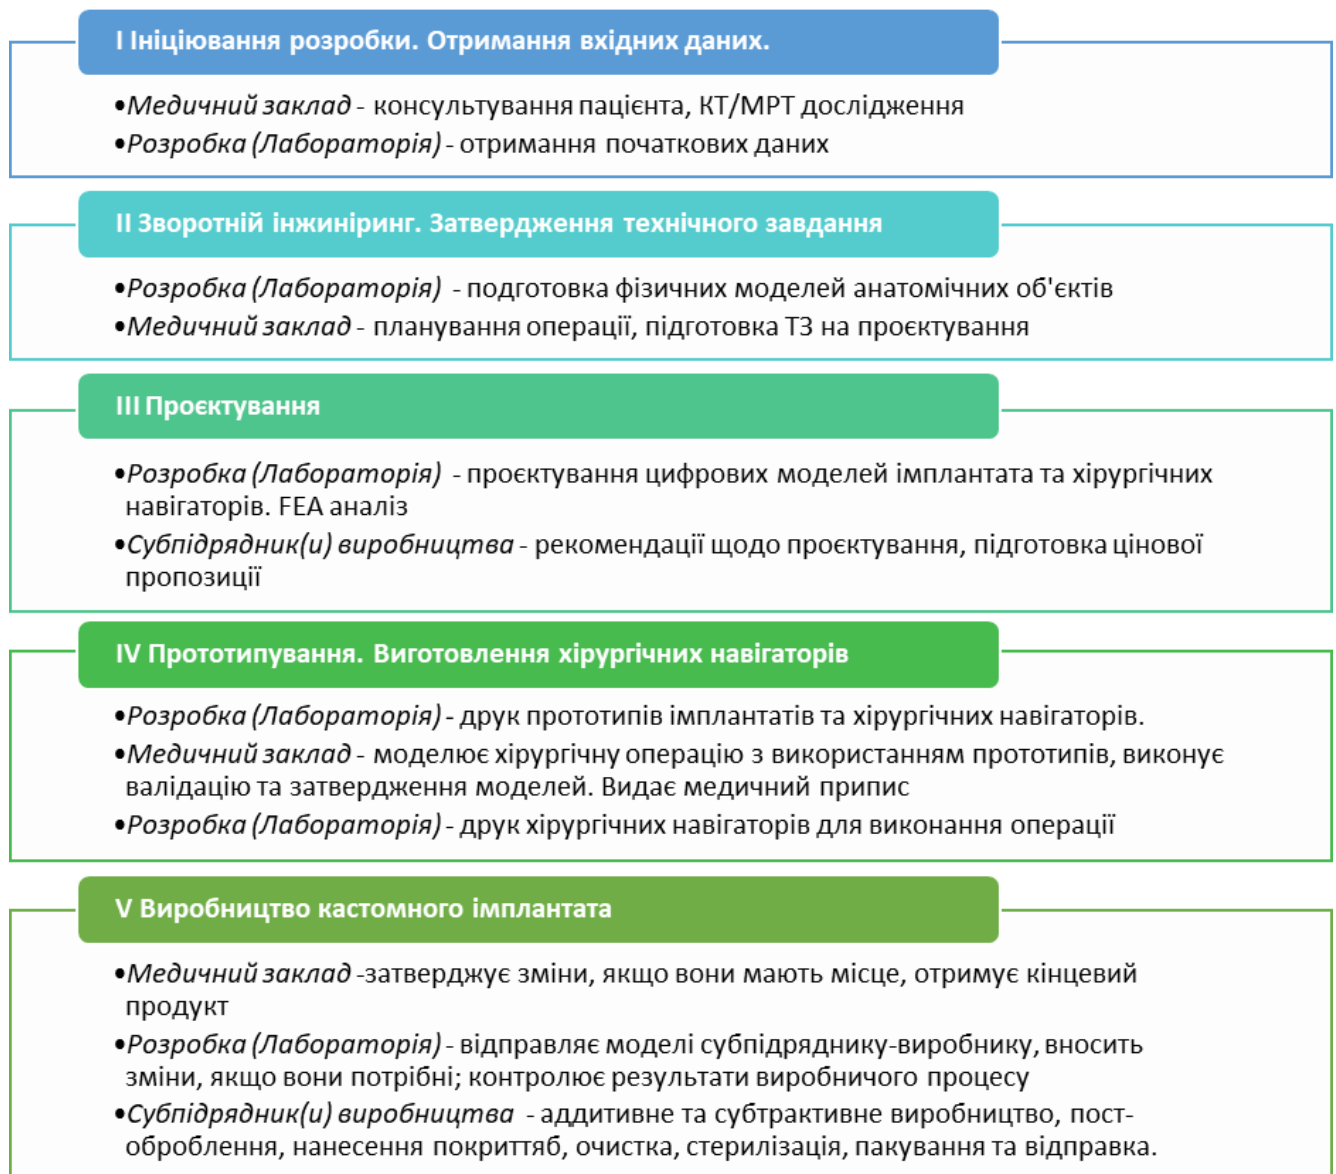 І Ініціювання розробки. Отримання вхідних даних.
•Медичний заклад - консультування пацієнта, КТ/МРТ дослідження
•Розробка (Лабораторія) - отримання початкових даних
ІІ Зворотній інжиніринг. Затвердження технічного завдання
•Розробка (Лабораторія) - подготовка фізичних моделей анатомічних об'єктів
•Медичний заклад - планування операції, підготовка ТЗ на проєктування
ІІІ Проєктування
•Розробка (Лабораторія) - проєктування цифрових моделей імплантата та хірургічних
навігаторів. FEA аналіз
•Субпідрядник(и) виробництва - рекомендації щодо проєктування, підготовка цінової
пропозиції
IV Прототипування. Виготовлення хірургічних навігаторів
•Розробка (Лабораторія) - друк прототипів імплантатів та хірургічних навігаторів.
•Медичний заклад - моделює хірургічну операцію з використанням прототипів, виконує
валідацію та затвердження моделей. Видає медичний припис
•Розробка (Лабораторія) - друк хірургічних навігаторів для виконання операції
V Виробництво кастомного імплантата
•Медичний заклад -затверджує зміни, якщо вони мають місце, отримує кінцевий
продукт
•Розробка (Лабораторія) - відправляє моделі субпідряднику-виробнику, вносить
зміни, якщо вони потрібні; контролює результати виробничого процесу
•Субпідрядник(и) виробництва - аддитивне та субтрактивне виробництво, пост-
оброблення, нанесення покриттяб, очистка, стерилізація, пакування та відправка.